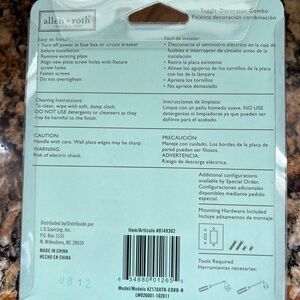 allen + roth
Toggle-Decorator Combo
Palanca decoración combinación
Easy to Install!
Turn off power at fuse box or circuit breaker
before installation
Remove existing plate
Align new plate screw holes with fixture
screw holes
Fasten screws
Do not overtighten
Fácil de instalar!
Desconecte el suministro eléctrico en la caja de
fusibles o interruptor de circuito antes de la
instalación
Retire la placa existente
Alinee los agujeros de los tornillos de la placa
con los de la lámpara
Apriete los tornillos
No apriete demasiado
Cleaning Instructions:
To clean, wipe with soft, damp cloth.
DO NOT USE detergents or cleansers as they
may be harmful to the finish.
Instrucciones de limpieza:
Limpie con un paño húmedo suave. NO USE
detergentes ni limpiadores ya que pueden
ser dañinos para el acabado.
CAUTION:
Handle with care. Wall plate edges may be sharp.
WARNING:
Risk of electric shock.
PRECAUCIÓN:
Maneje con cuidado. Los bordes de la placa
de pared pueden ser filosos.
ADVERTENCIA:
Riesgo de descarga eléctrica.
Additional configurations
available by Special Order.
Configuraciones adicionales
disponibles mediante pedido
especial.
Mounting Hardware Included
Incluye aditamentos de montaje
Distributed by/Distribuido por:
LG Sourcing, Inc.
PO Box 1535
N. Wilkesboro, NC 28659
MADE IN CHINA
HECHO EN CHINA
0812
Item/Artículo #0149302
Tools Required
Herramientas necesarias: